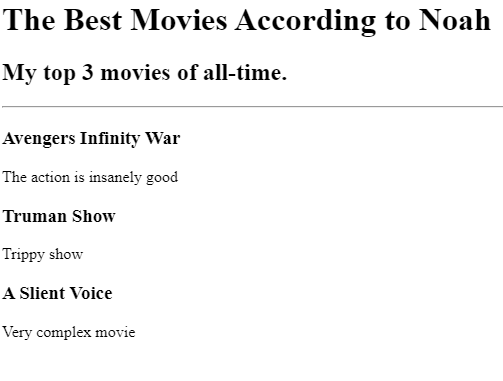 The Best Movies According to Noah
My top 3 movies of all-time.
Avengers Infinity War
The action is insanely good
Truman Show
Trippy show
A Slient Voice
Very complex movie